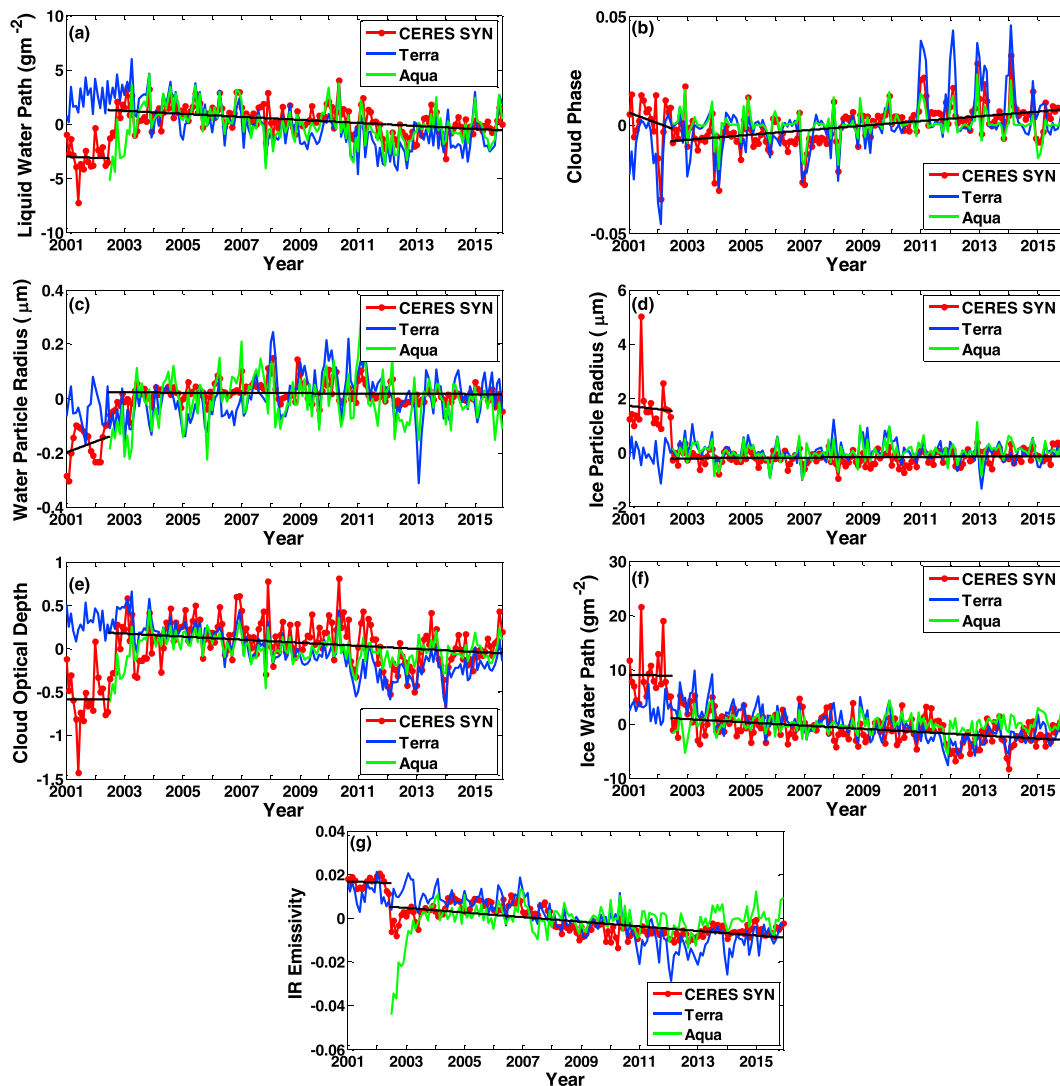 (a)
Liquid Water Path (gm-2)
10
5
0
-5
-10
CERES SYN
Terra
Aqua
2001 2003 2005 2007 2009 2011 2013 2015
Year
(b)
Cloud Phase
0.05
0
-0.05
CERES SYN
Terra
Aqua
2001 2003 2005 2007 2009 2011 2013 2015
Year
(c)
Water Particle Radius ( μm)
0.4
0.2
0
-0.2
-0.4
CERES SYN
Terra
Aqua
2001 2003 2005 2007 2009 2011 2013 2015
Year
(d)
Ice Particle Radius ( μm)
6
4
2
0
-2
CERES SYN
Terra
Aqua
2001 2003 2005 2007 2009 2011 2013 2015
Year
(e)
Cloud Optical Depth
1
0.5
0
-0.5
-1
-1.5
CERES SYN
Terra
Aqua
2001 2003 2005 2007 2009 2011 2013 2015
Year
(f)
Ice Water Path (gm-2)
30
20
10
0
-10
CERES SYN
Terra
Aqua
2001 2003 2005 2007 2009 2011 2013 2015
Year
(g)
IR Emissivity
0.04
0.02
0
-0.02
-0.04
-0.06
CERES SYN
Terra
Aqua
2001 2003 2005 2007 2009 2011 2013 2015
Year